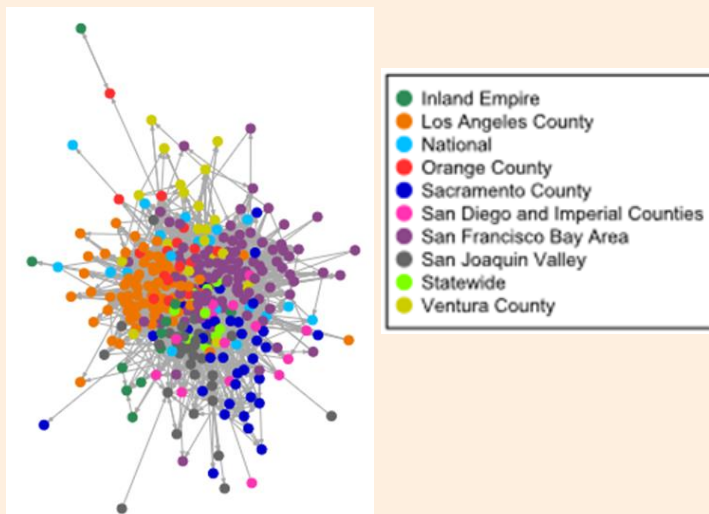 Inland Empire
Los Angeles County
National
Orange County
Sacramento County
San Diego and Imperial Counties
San Francisco Bay Area
San Joaquin Valley
Statewide
Ventura County